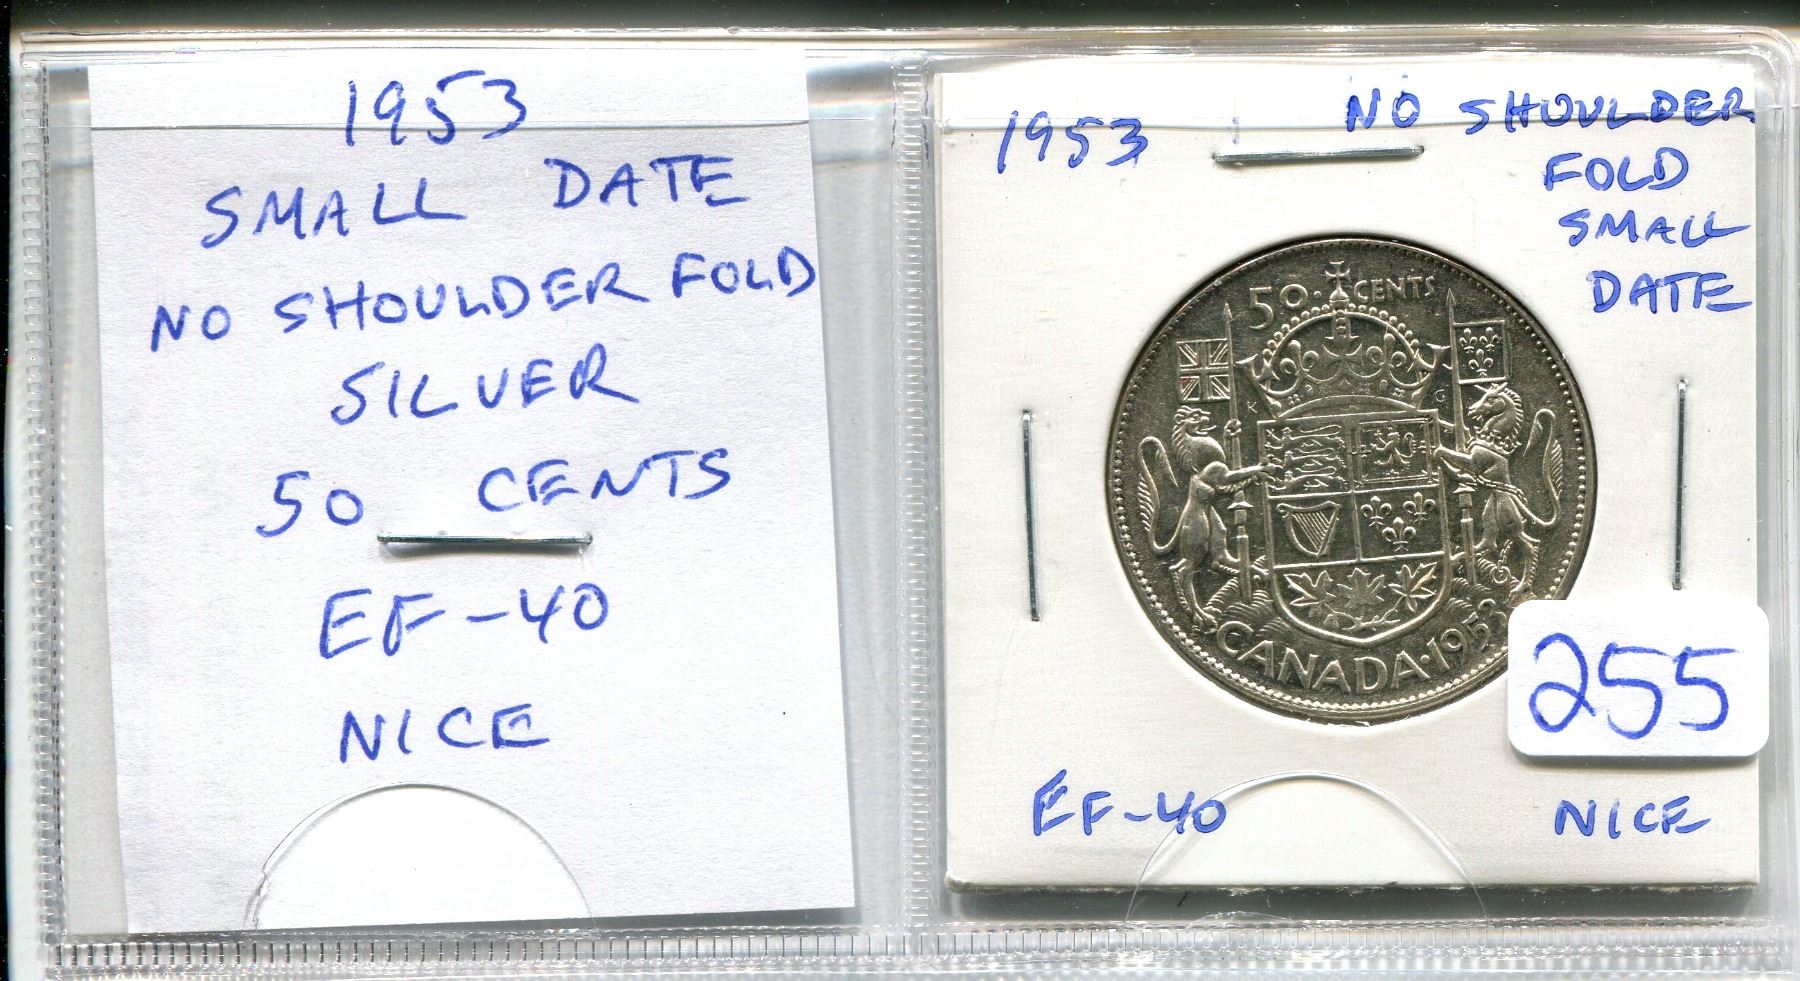 1953
SMALL DATE
NO SHOULDER FOLD
SILVER
50 CENTS
EF-40
NICE
1953
NO SHOULDER
FOLD
SMALL
DATE
50 CENTS
K G
CANADA·1953
255
EF-40
NICE